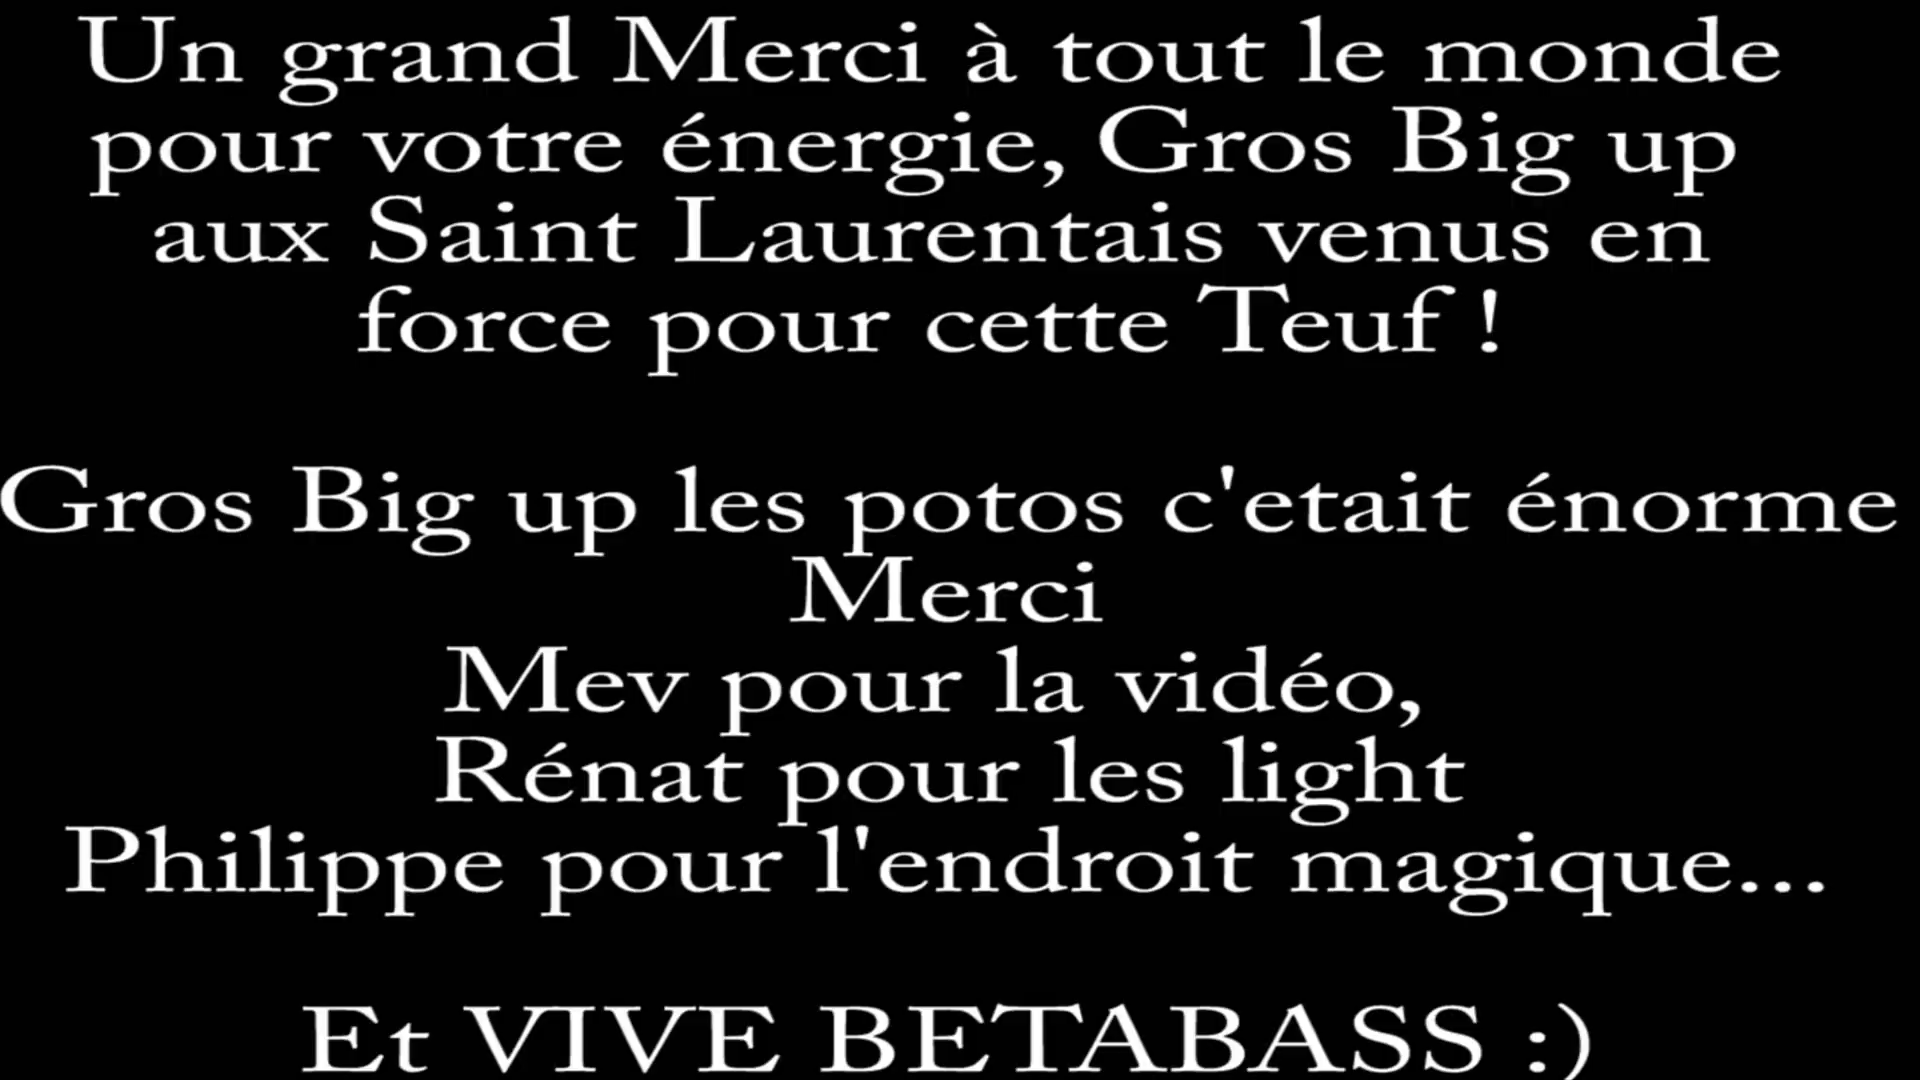 Un grand Merci à tout le monde
pour votre énergie, Gros Big up
aux Saint Laurentais venus en
force pour cette Teuf !
Gros Big up les potos c'etait énorme
Merci
Mev pour la vidéo,
Rénat pour les light
Philippe pour l'endroit magique...
Et VIVE BETABASS :)